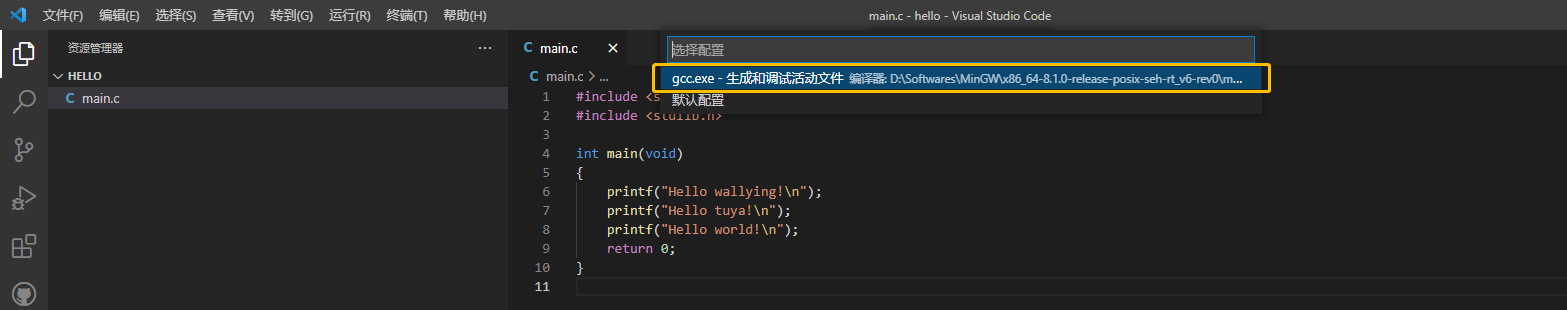 文件(F) 编辑(E) 选择(S) 查看(V) 转到(G) 运行(R) 终端(T) 帮助(H) main.c - hello - Visual Studio Code
资源管理器 ···
HELLO
C main.c
C main.c ×
C main.c > ...
选择配置
gcc.exe - 生成和调试活动文件 编译器: D:\Softwares\MinGW\x86_64-8.1.0-release-posix-seh-rt_v6-rev0\m...
默认配置
1 #include <s
2 #include <stdlib.h>
3
4 int main(void)
5 {
6 printf("Hello wallying!\n");
7 printf("Hello tuya!\n");
8 printf("Hello world!\n");
9 return 0;
10 }
11